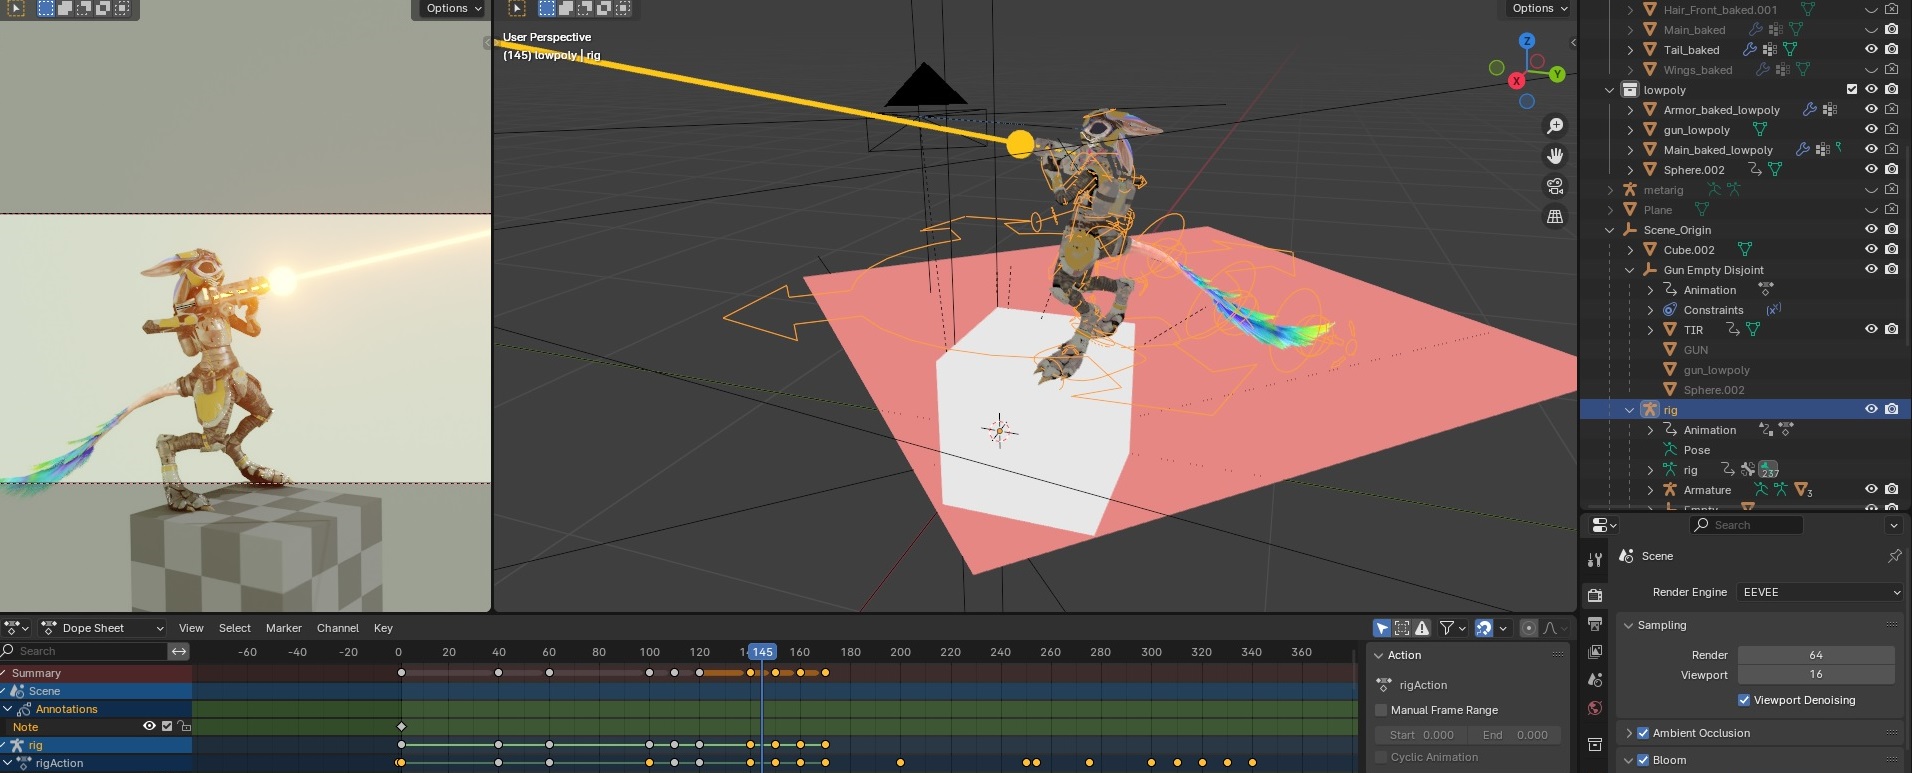 Options
Options
User Perspective
(145) lowpoly | rig
Z
Y
X
Hair_Front_baked.001
Main_baked
Tail_baked
Wings_baked
lowpoly
Armor_baked_lowpoly
gun_lowpoly
Main_baked_lowpoly
Sphere.002
metarig
Plane
Scene_Origin
Cube.002
Gun Empty Disjoint
Animation
Constraints
TIR
GUN
gun_lowpoly
Sphere.002
rig
Animation
Pose
rig 237
Armature 3
Search
Scene
Render Engine EEVEE
Sampling
Render 64
Viewport 16
Viewport Denoising
Ambient Occlusion
Bloom
Dope Sheet View Select Marker Channel Key
Search
-60 -40 -20 0 20 40 60 80 100 120 145 160 180 200 220 240 260 280 300 320 340 360
Summary
Scene
Annotations
Note
rig
rigAction
Action
rigAction
Manual Frame Range
Start 0.000 End 0.000
Cyclic Animation